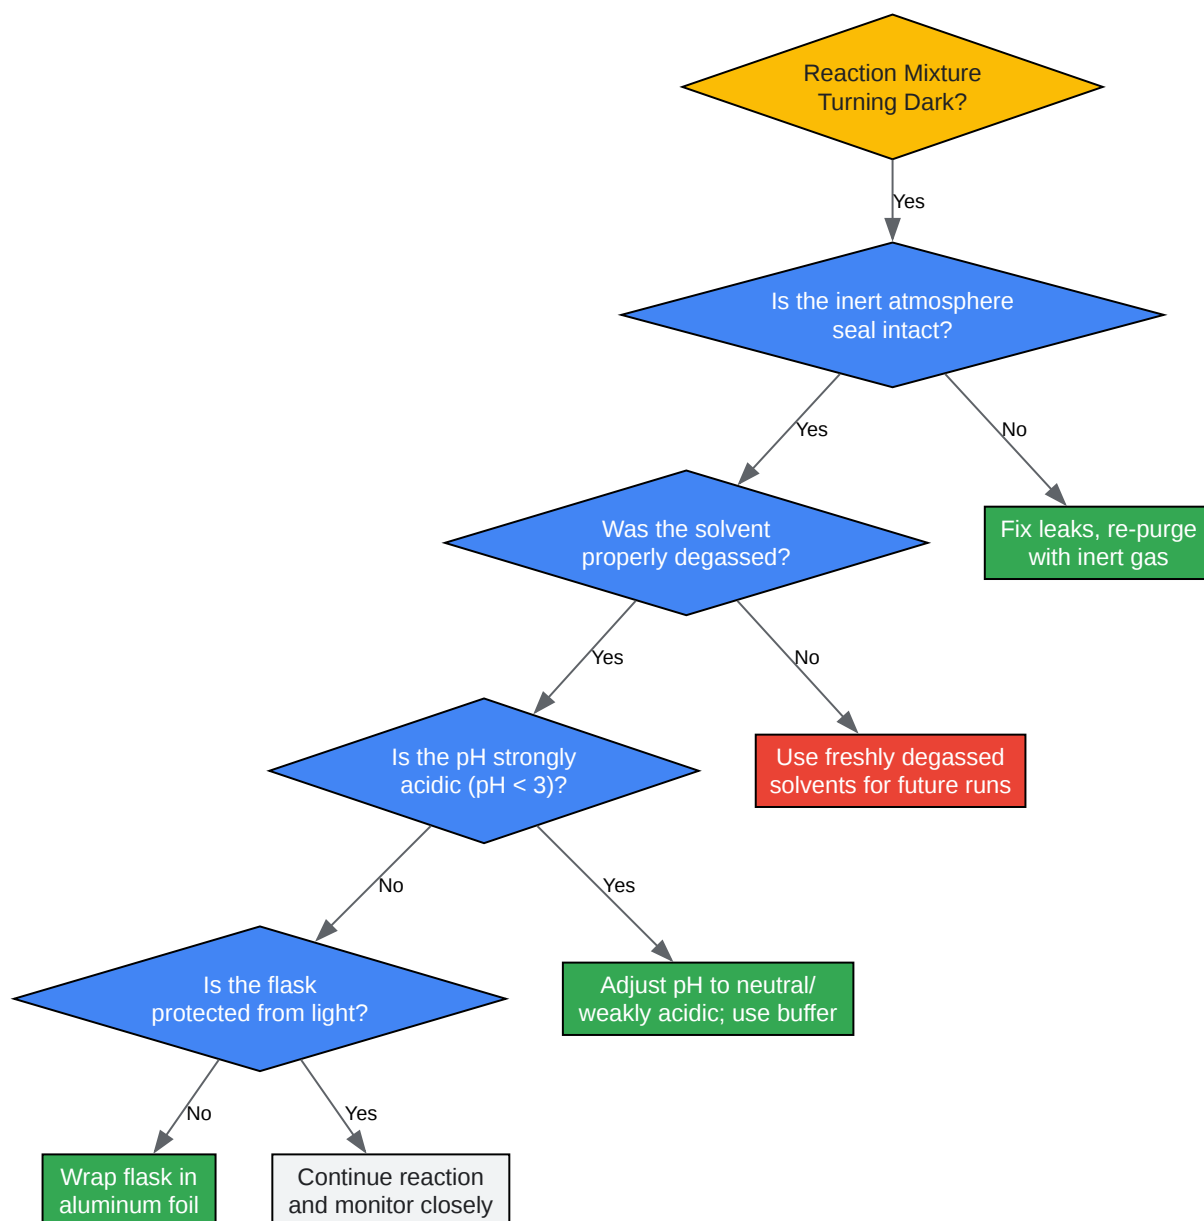 Reaction Mixture
Turning Dark?
Yes
Is the inert atmosphere
seal intact?
Yes
No
Was the solvent
properly degassed?
Fix leaks, re-purge
with inert gas
Yes
No
Is the pH strongly
acidic (pH < 3)?
Use freshly degassed
solvents for future runs
No
Yes
Is the flask
protected from light?
Adjust pH to neutral/
weakly acidic; use buffer
No
Yes
Wrap flask in
aluminum foil
Continue reaction
and monitor closely